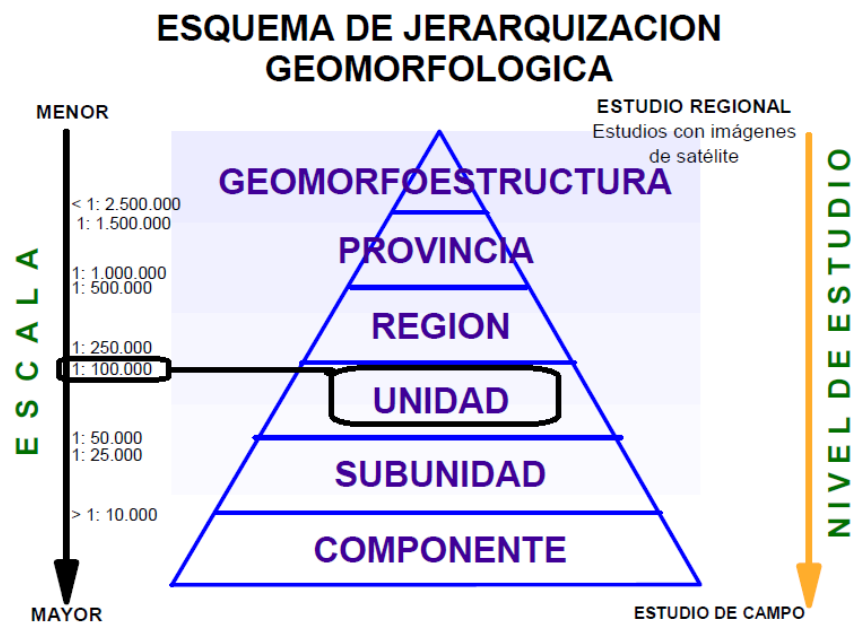 ESQUEMA DE JERARQUIZACION
GEOMORFOLOGICA
MENOR
ESTUDIO REGIONAL
Estudios con imágenes
de satélite
ESCALA
< 1: 2.500.000
1: 1.500.000
1: 1.000.000
1: 500.000
1: 250.000
1: 100.000
1: 50.000
1: 25.000
> 1: 10.000
GEOMORFOESTRUCTURA
PROVINCIA
REGION
UNIDAD
SUBUNIDAD
COMPONENTE
NIVEL DE ESTUDIO
MAYOR
ESTUDIO DE CAMPO